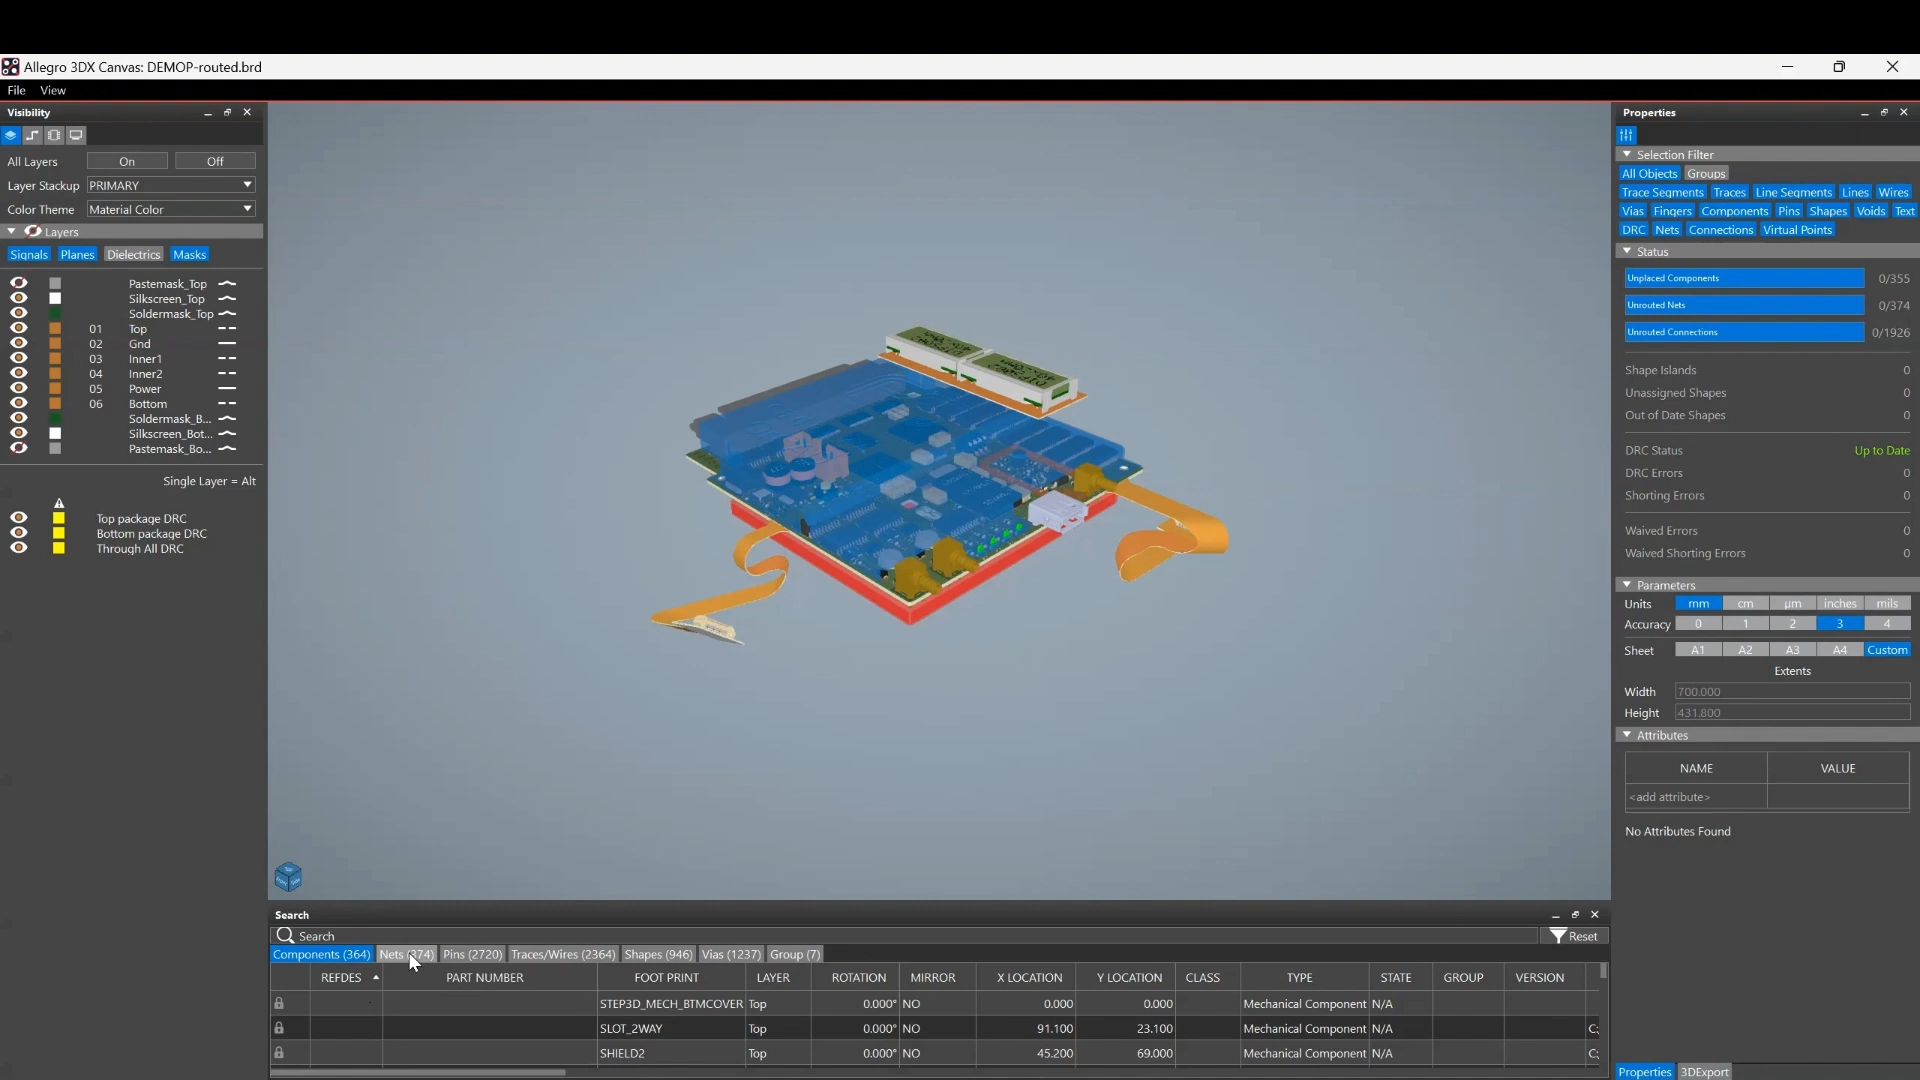 Allegro 3DX Canvas: DEMOP-routed.brd
File View
Visibility
All Layers On Off
Layer Stackup PRIMARY
Color Theme Material Color
Layers
Signals Planes Dielectrics Masks
Pastemask_Top
Silkscreen_Top
Soldermask_Top
01 Top
02 Gnd
03 Inner1
04 Inner2
05 Power
06 Bottom
Soldermask_B...
Silkscreen_Bot...
Pastemask_Bo...
Single Layer = Alt
Top package DRC
Bottom package DRC
Through All DRC
Search
Search Reset
Components (364) Nets (374) Pins (2720) Traces/Wires (2364) Shapes (946) Vias (1237) Group (7)
REFDES PART NUMBER FOOT PRINT LAYER ROTATION MIRROR X LOCATION Y LOCATION CLASS TYPE STATE GROUP VERSION
STEP3D_MECH_BTMCOVER Top 0.000° NO 0.000 0.000 Mechanical Component N/A
SLOT_2WAY Top 0.000° NO 91.100 23.100 Mechanical Component N/A C:
SHIELD2 Top 0.000° NO 45.200 69.000 Mechanical Component N/A C:
Properties
Selection Filter
All Objects Groups
Trace Segments Traces Line Segments Lines Wires
Vias Fingers Components Pins Shapes Voids Text
DRC Nets Connections Virtual Points
Status
Unplaced Components 0/355
Unrouted Nets 0/374
Unrouted Connections 0/1926
Shape Islands 0
Unassigned Shapes 0
Out of Date Shapes 0
DRC Status Up to Date
DRC Errors 0
Shorting Errors 0
Waived Errors 0
Waived Shorting Errors 0
Parameters
Units mm cm µm inches mils
Accuracy 0 1 2 3 4
Sheet A1 A2 A3 A4 Custom
Extents
Width 700.000
Height 431.800
Attributes
NAME VALUE
<add attribute>
No Attributes Found
Properties 3DExport